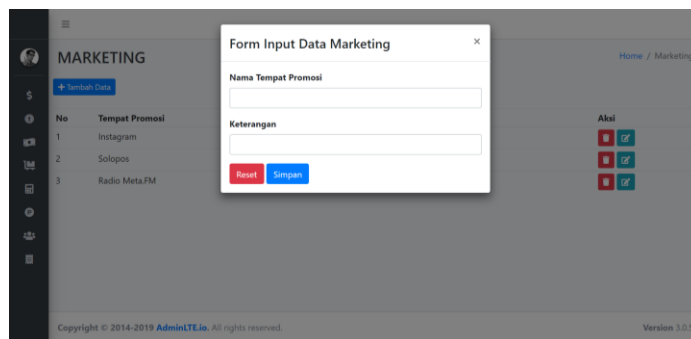 Form Input Data Marketing ×
MARKETING
Home / Marketing
Nama Tempat Promosi
+ Tambah Data
No Tempat Promosi Aksi
Keterangan
1 Instagram
2 Solopos
Reset Simpan
3 Radio Meta.FM
Copyright © 2014-2019 AdminLTE.io. All rights reserved.
Version 3.0.5